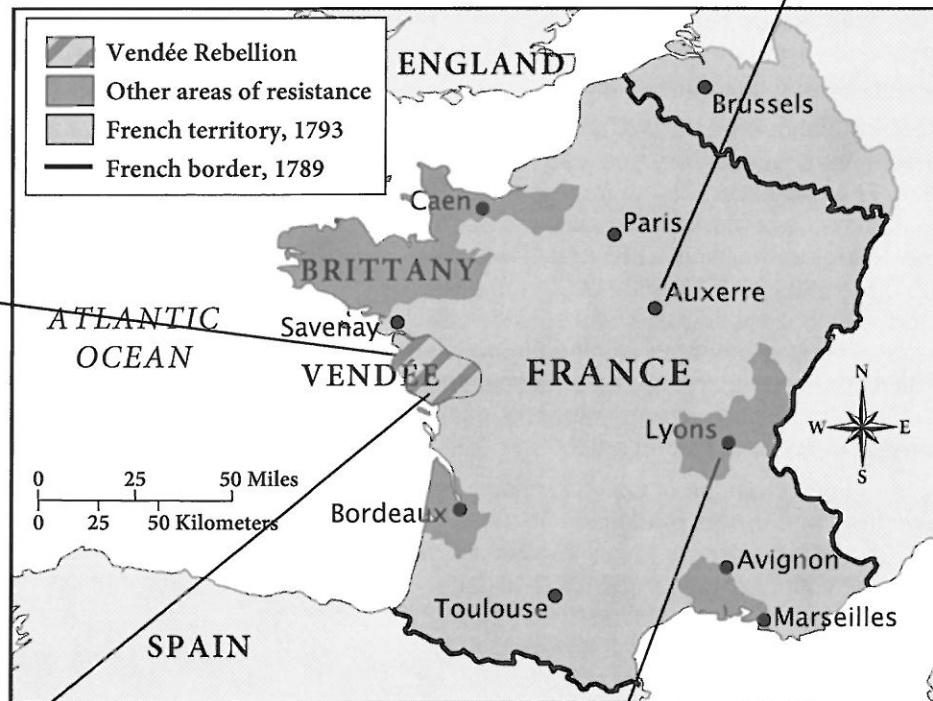 Vendée Rebellion
Other areas of resistance
French territory, 1793
French border, 1789
ENGLAND
Brussels
Caen
Paris
BRITTANY
Auxerre
ATLANTIC
OCEAN
Savenay
VENDÉE
FRANCE
N
W
E
S
Lyons
0 25 50 Miles
0 25 50 Kilometers
Bordeaux
Avignon
Toulouse
Marseilles
SPAIN